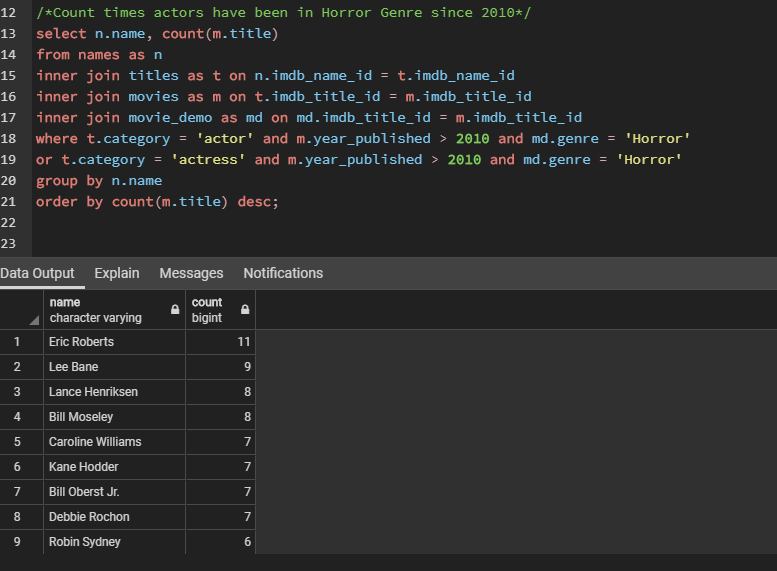 12 /*Count times actors have been in Horror Genre since 2010*/
13 select n.name, count(m.title)
14 from names as n
15 inner join titles as t on n.imdb_name_id = t.imdb_name_id
16 inner join movies as m on t.imdb_title_id = m.imdb_title_id
17 inner join movie_demo as md on md.imdb_title_id = m.imdb_title_id
18 where t.category = 'actor' and m.year_published > 2010 and md.genre = 'Horror'
19 or t.category = 'actress' and m.year_published > 2010 and md.genre = 'Horror'
20 group by n.name
21 order by count(m.title) desc;
22
23
Data Output Explain Messages Notifications
name count
character varying bigint
1 Eric Roberts 11
2 Lee Bane 9
3 Lance Henriksen 8
4 Bill Moseley 8
5 Caroline Williams 7
6 Kane Hodder 7
7 Bill Oberst Jr. 7
8 Debbie Rochon 7
9 Robin Sydney 6